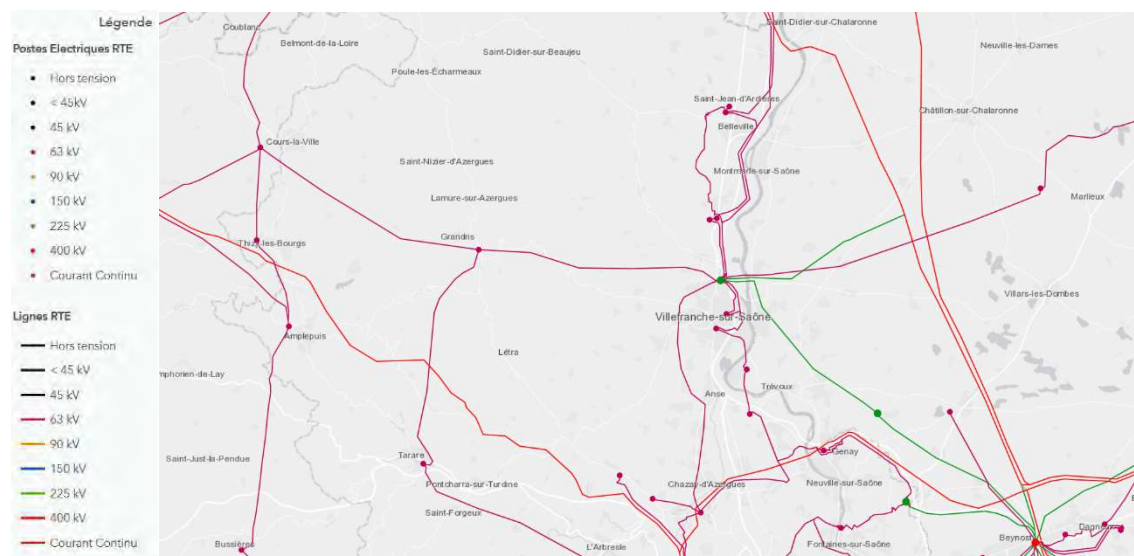 Légende
Postes Electriques RTE
Hors tension
< 45kV
45 kV
63 kV
90 kV
150 kV
225 kV
400 kV
Courant Continu
Lignes RTE
Hors tension
< 45 kV
45 kV
63 kV
90 kV
150 kV
225 kV
400 kV
Courant Continu
Coublanc
Belmont-de-la-Loire
Saint-Didier-sur-Beaujeu
Poule-les-Écharmeaux
Saint-Didier-sur-Chalaronne
Neuville-les-Dames
Saint-Jean-d'Ardières
Belleville
Châtillon-sur-Chalaronne
Cours-la-Ville
Saint-Nizier-d'Azergues
Montmerle-sur-Saône
Lamure-sur-Azergues
Marlieux
Thizy-les-Bourgs
Grandris
Villars-les-Dombes
Villefranche-sur-Saône
Amplepuis
Létra
mphorien-de-Lay
Trévoux
Anse
Saint-Just-la-Pendue
Tarare
Genay
Pontcharra-sur-Turdine
Chazay-d'Azergues
Neuville-sur-Saône
Saint-Forgeux
Bussières
L'Arbresle
Fontaines-sur-Saône
Beynost
Dagneux